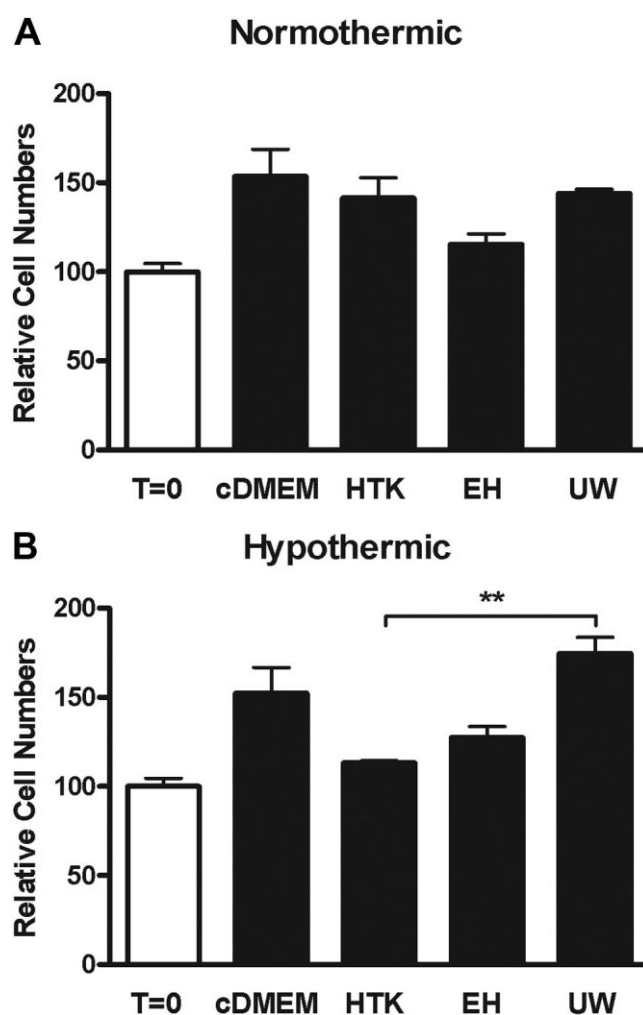 A
Normothermic
Relative Cell Numbers
200
150
100
50
0
T=0 cDMEM HTK EH UW
B
Hypothermic
Relative Cell Numbers
**
200
150
100
50
0
T=0 cDMEM HTK EH UW